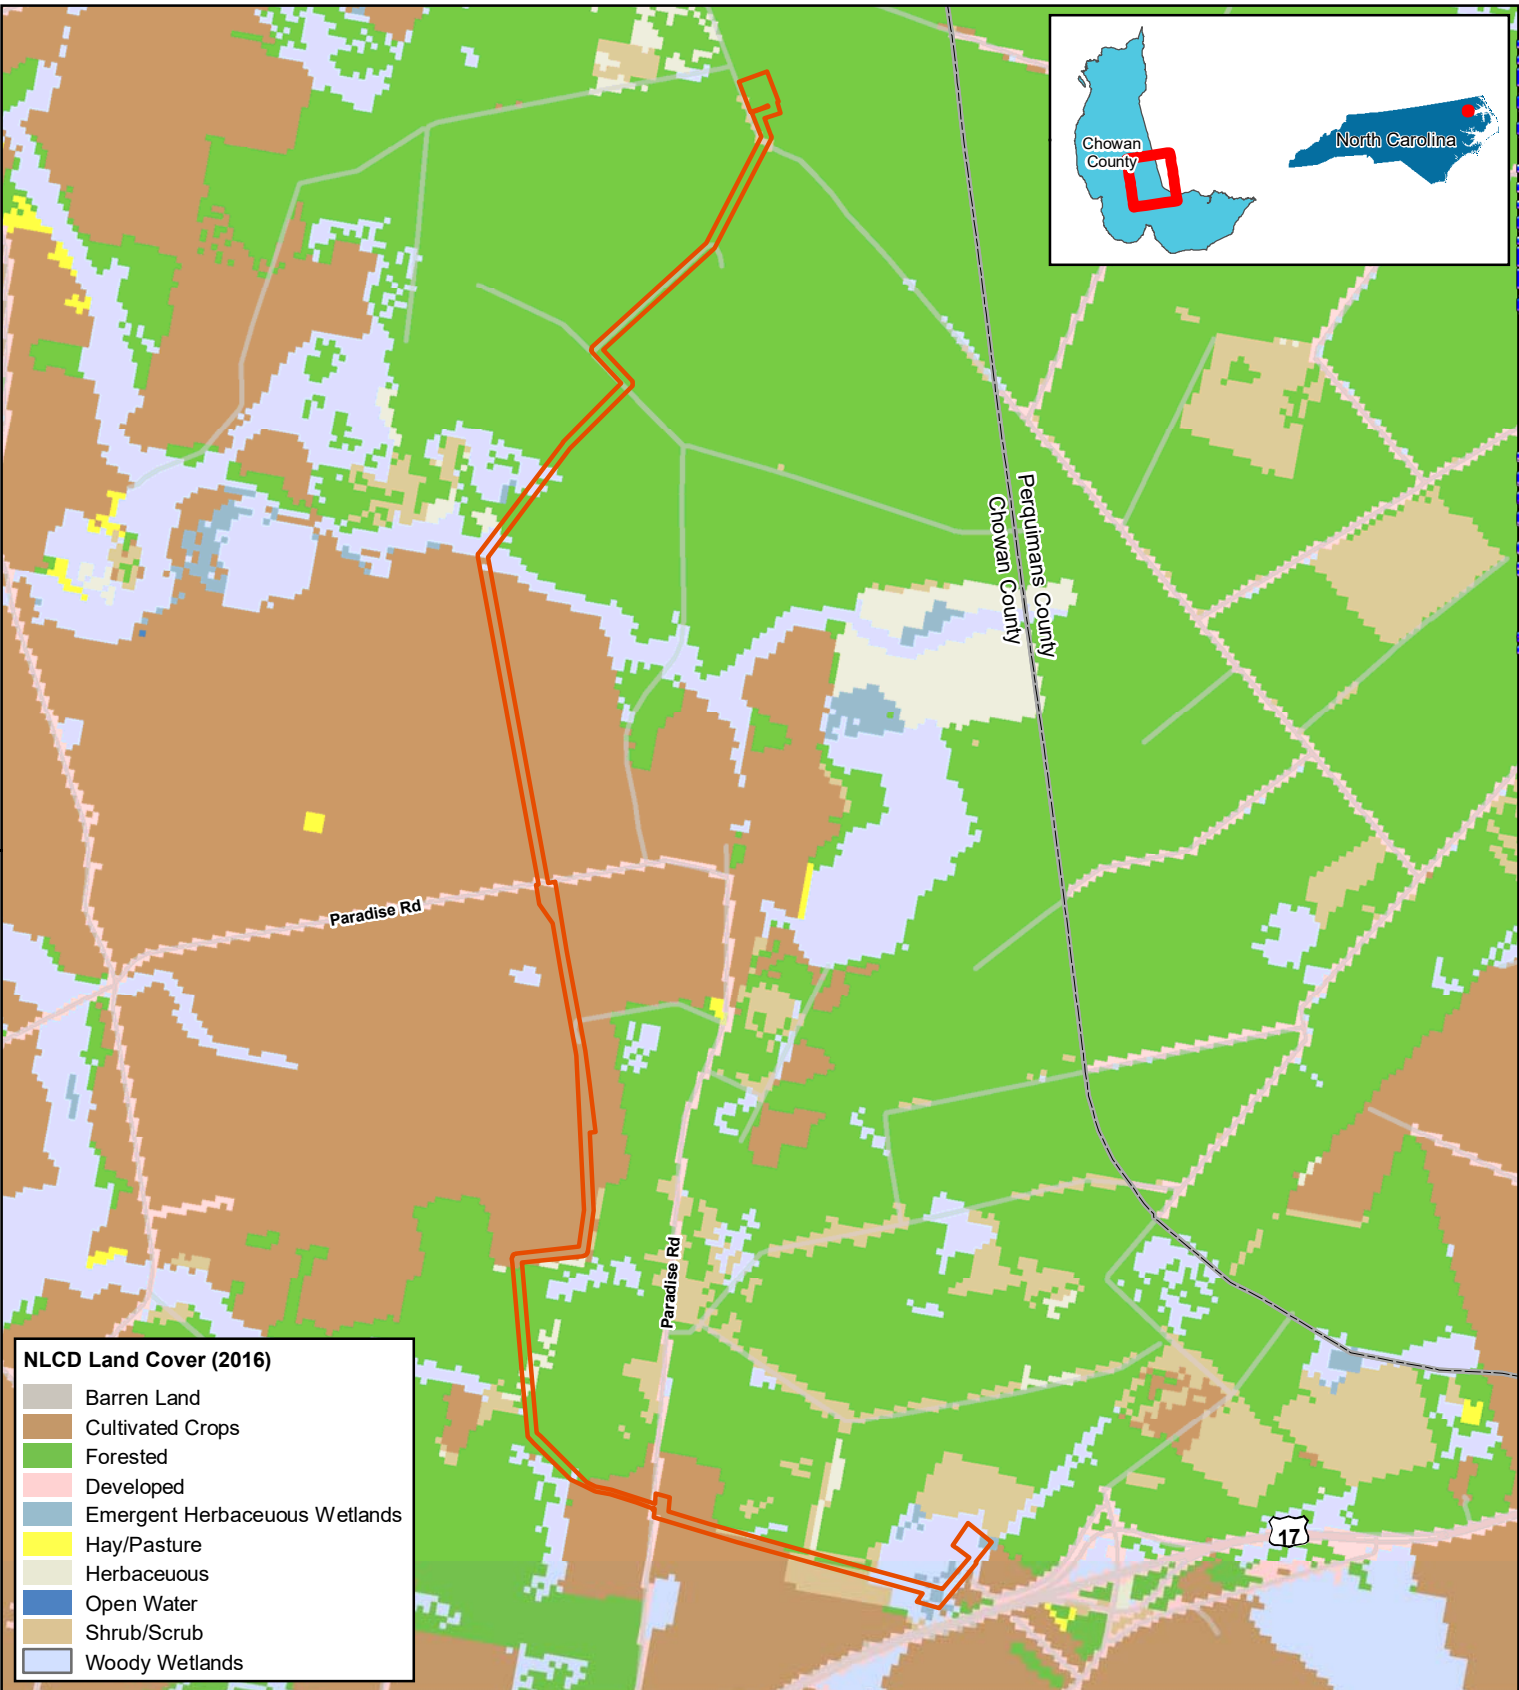 Chowan
County
North Carolina
Perquimans County
Chowan County
Paradise Rd
Paradise Rd
17
NLCD Land Cover (2016)
Barren Land
Cultivated Crops
Forested
Developed
Emergent Herbaceuous Wetlands
Hay/Pasture
Herbaceuous
Open Water
Shrub/Scrub
Woody Wetlands